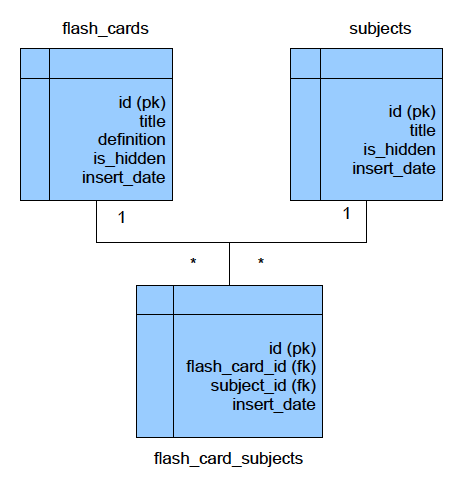 flash_cards
subjects
id (pk)
title
definition
is_hidden
insert_date
id (pk)
title
is_hidden
insert_date
1
1
*
*
id (pk)
flash_card_id (fk)
subject_id (fk)
insert_date
flash_card_subjects